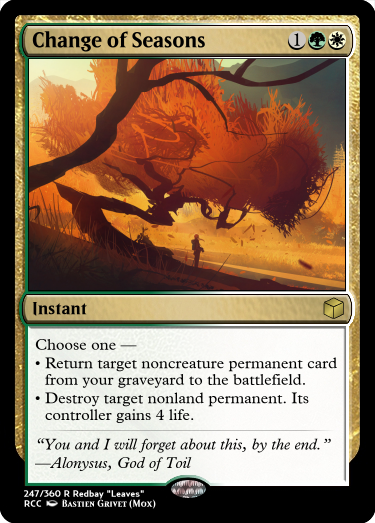 Change of Seasons 1
Instant
Choose one —
• Return target noncreature permanent card
from your graveyard to the battlefield.
• Destroy target nonland permanent. Its
controller gains 4 life.
“You and I will forget about this, by the end.”
—Alonysus, God of Toil
247/360 R Redbay "Leaves"
RCC Bastien Grivet (Mox)